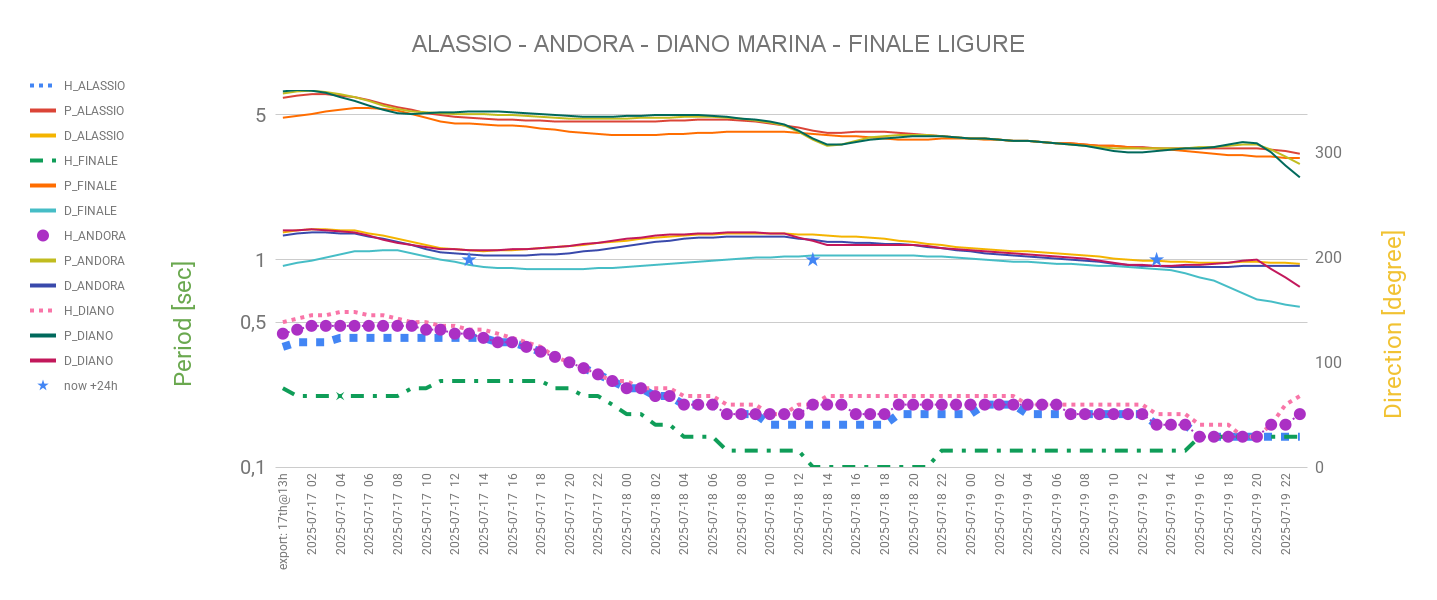 ALASSIO - ANDORA - DIANO MARINA - FINALE LIGURE
H_ALASSIO
P_ALASSIO
D_ALASSIO
H_FINALE
P_FINALE
D_FINALE
H_ANDORA
P_ANDORA
D_ANDORA
H_DIANO
P_DIANO
D_DIANO
now +24h
Period [sec]
5
1
0,5
0,1
300
200
100
0
Direction [degree]
export: 17th@13h
2025-07-17 02
2025-07-17 04
2025-07-17 06
2025-07-17 08
2025-07-17 10
2025-07-17 12
2025-07-17 14
2025-07-17 16
2025-07-17 18
2025-07-17 20
2025-07-17 22
2025-07-18 00
2025-07-18 02
2025-07-18 04
2025-07-18 06
2025-07-18 08
2025-07-18 10
2025-07-18 12
2025-07-18 14
2025-07-18 16
2025-07-18 18
2025-07-18 20
2025-07-18 22
2025-07-19 00
2025-07-19 02
2025-07-19 04
2025-07-19 06
2025-07-19 08
2025-07-19 10
2025-07-19 12
2025-07-19 14
2025-07-19 16
2025-07-19 18
2025-07-19 20
2025-07-19 22